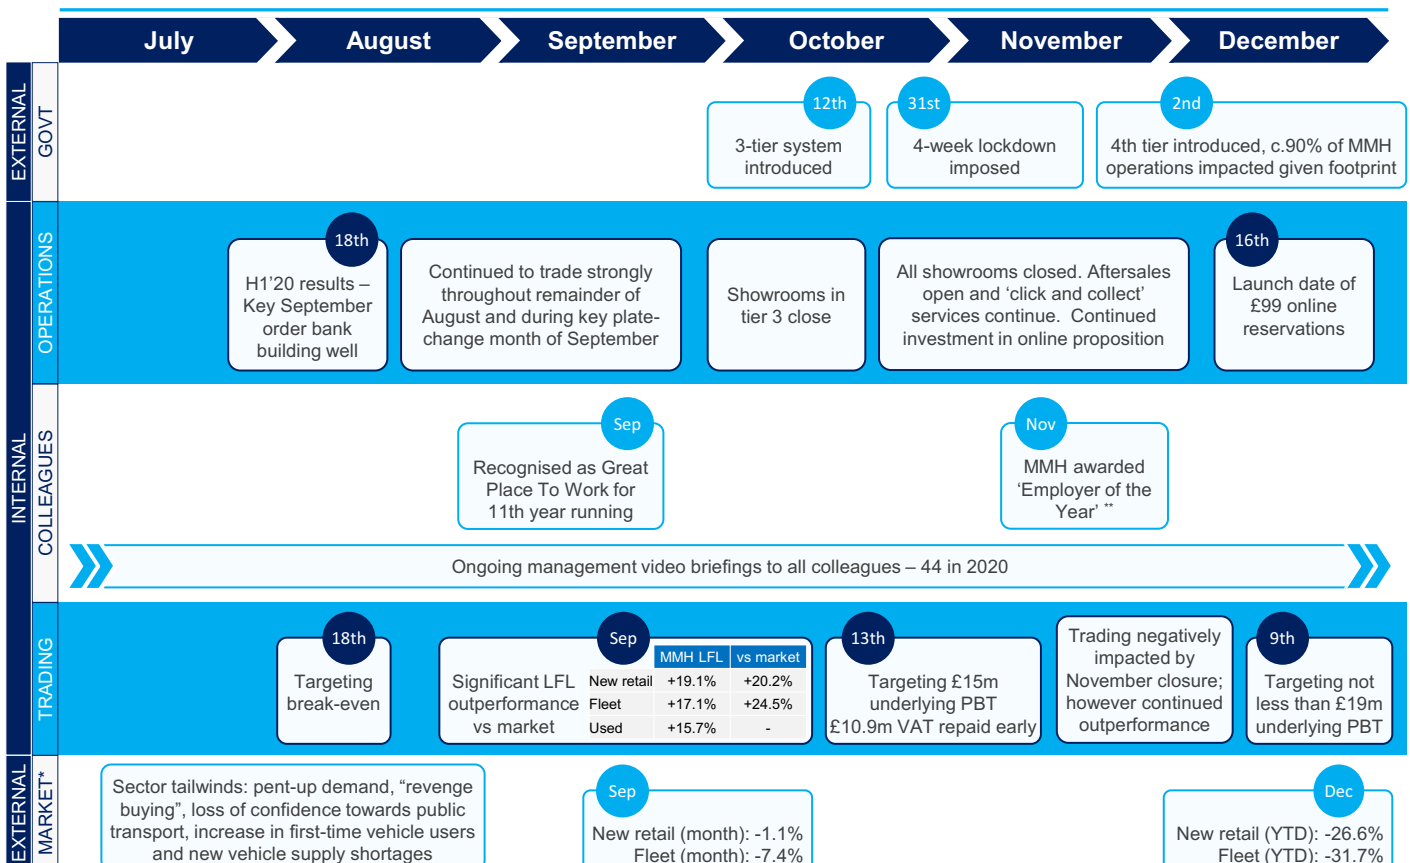 July
August
September
October
November
December
EXTERNAL
GOVT
12th
3-tier system
introduced
31st
4-week lockdown
imposed
2nd
4th tier introduced, c.90% of MMH
operations impacted given footprint
INTERNAL
OPERATIONS
18th
H1'20 results –
Key September
order bank
building well
Continued to trade strongly
throughout remainder of
August and during key plate-
change month of September
Showrooms in
tier 3 close
All showrooms closed. Aftersales
open and ‘click and collect’
services continue.  Continued
investment in online proposition
16th
Launch date of
£99 online
reservations
COLLEAGUES
Sep
Recognised as Great
Place To Work for
11th year running
Nov
MMH awarded
‘Employer of the
Year’ **
Ongoing management video briefings to all colleagues – 44 in 2020
TRADING
18th
Targeting
break-even
Sep
Significant LFL
outperformance
vs market
MMH LFL vs market
New retail +19.1% +20.2%
Fleet +17.1% +24.5%
Used +15.7% -
13th
Targeting £15m
underlying PBT
£10.9m VAT repaid early
Trading negatively
impacted by
November closure;
however continued
outperformance
9th
Targeting not
less than £19m
underlying PBT
EXTERNAL
MARKET*
Sector tailwinds: pent-up demand, “revenge
buying”, loss of confidence towards public
transport, increase in first-time vehicle users
and new vehicle supply shortages
Sep
New retail (month): -1.1%
Fleet (month): -7.4%
Dec
New retail (YTD): -26.6%
Fleet (YTD): -31.7%